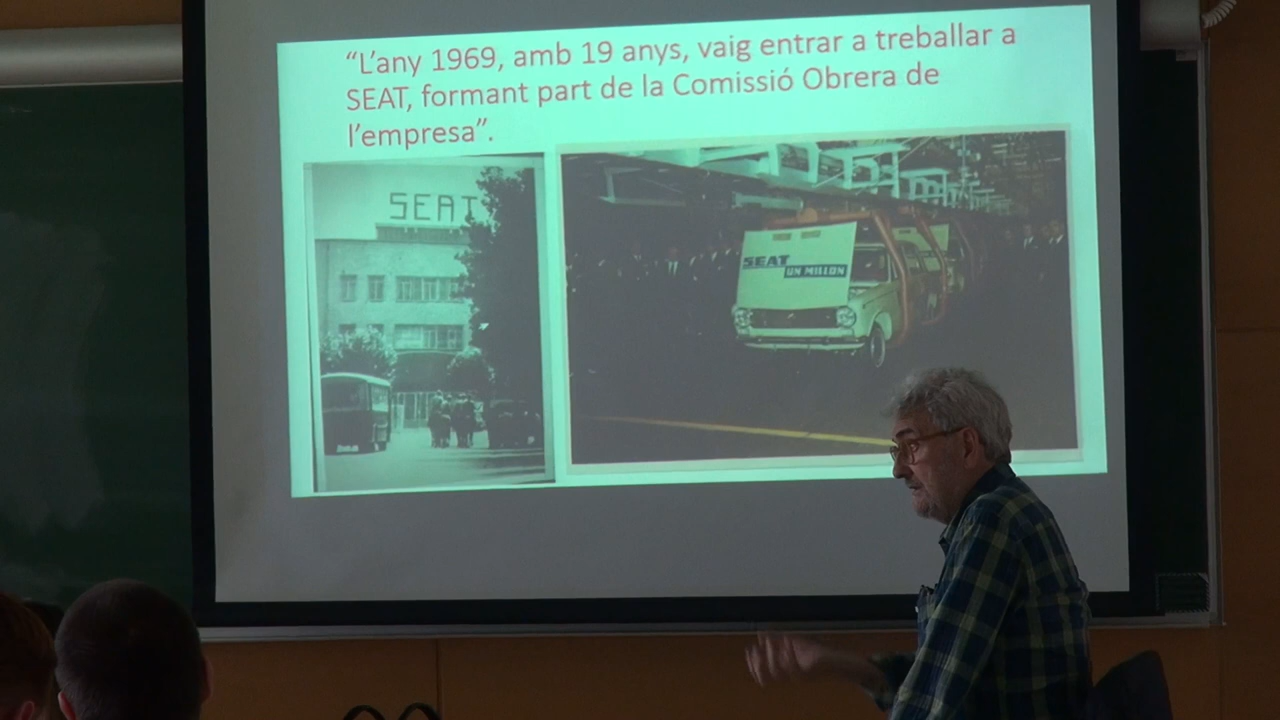 “L’any 1969, amb 19 anys, vaig entrar a treballar a
SEAT, formant part de la Comissió Obrera de
l’empresa”.
SEAT
SEAT
UN MILLON